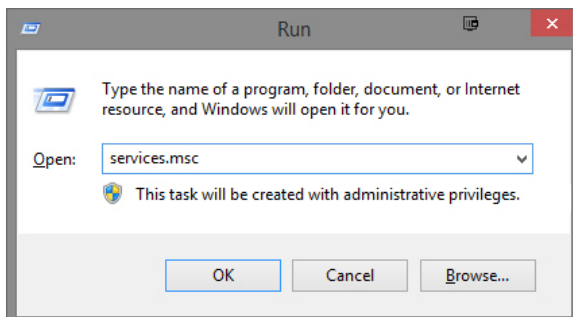 Run
Type the name of a program, folder, document, or Internet
resource, and Windows will open it for you.
Open: services.msc
This task will be created with administrative privileges.
OK Cancel Browse...